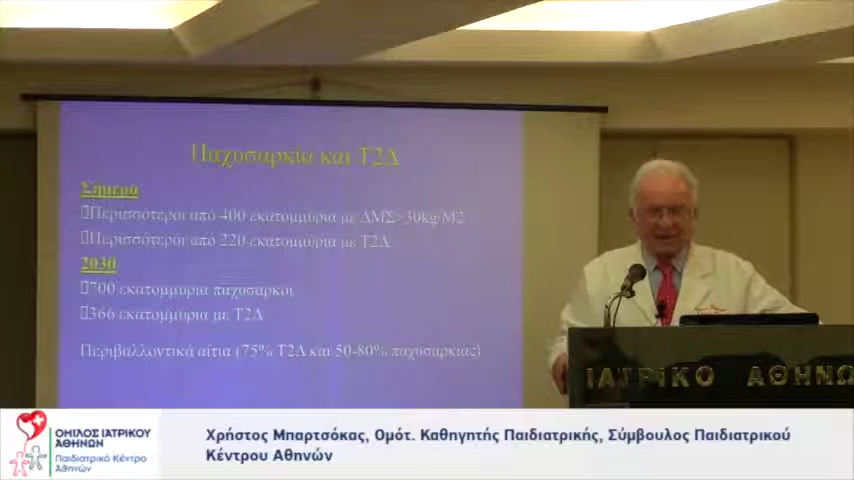 Παχυσαρκία και Τ2Δ
Σήμερα
Περισσότεροι από 400 εκατομμύρια με ΔΜΣ>30kg/M2
Περισσότεροι από 220 εκατομμύρια με Τ2Δ
2030
700 εκατομμύρια παχύσαρκοι
366 εκατομμύρια με Τ2Δ
Περιβαλλοντικά αίτια (75% Τ2Δ και 50-80% παχυσαρκίας)
ΙΑΤΡΙΚΟ ΑΘΗΝΩ
ΟΜΙΛΟΣ ΙΑΤΡΙΚΟΥ
ΑΘΗΝΩΝ
Παιδιατρικό Κέντρο
Αθηνών
Χρήστος Μπαρτσόκας, Ομότ. Καθηγητής Παιδιατρικής, Σύμβουλος Παιδιατρικού
Κέντρου Αθηνών